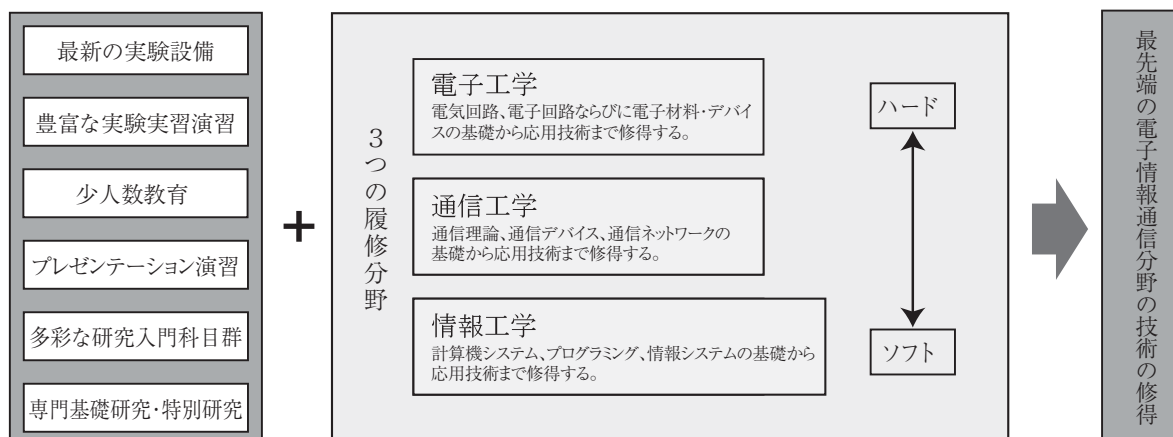 最新の実験設備
豊富な実験実習演習
少人数教育
プレゼンテーション演習
多彩な研究入門科目群
専門基礎研究・特別研究
+
3つの履修分野
電子工学
電気回路、電子回路ならびに電子材料・デバイ
スの基礎から応用技術まで修得する。
通信工学
通信理論、通信デバイス、通信ネットワークの
基礎から応用技術まで修得する。
情報工学
計算機システム、プログラミング、情報システムの基礎から
応用技術まで修得する。
ハード
ソフト
最先端の電子情報通信分野の技術の修得